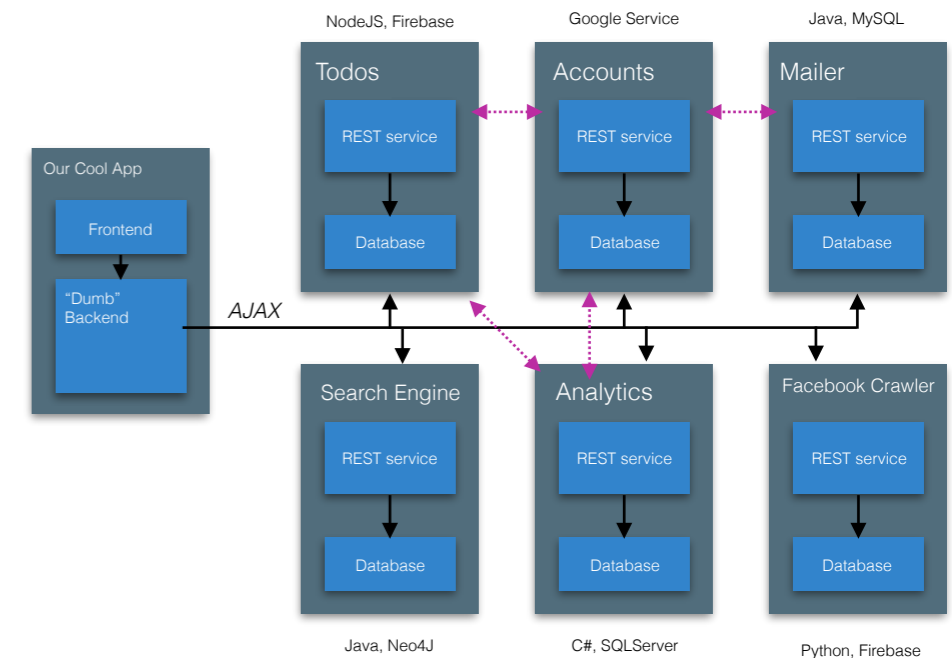 NodeJS, Firebase
Google Service
Java, MySQL
Todos
Accounts
Mailer
REST service
REST service
REST service
Our Cool App
Frontend
Database
Database
Database
“Dumb”
Backend
AJAX
Search Engine
Analytics
Facebook Crawler
REST service
REST service
REST service
Database
Database
Database
Java, Neo4J
C#, SQLServer
Python, Firebase